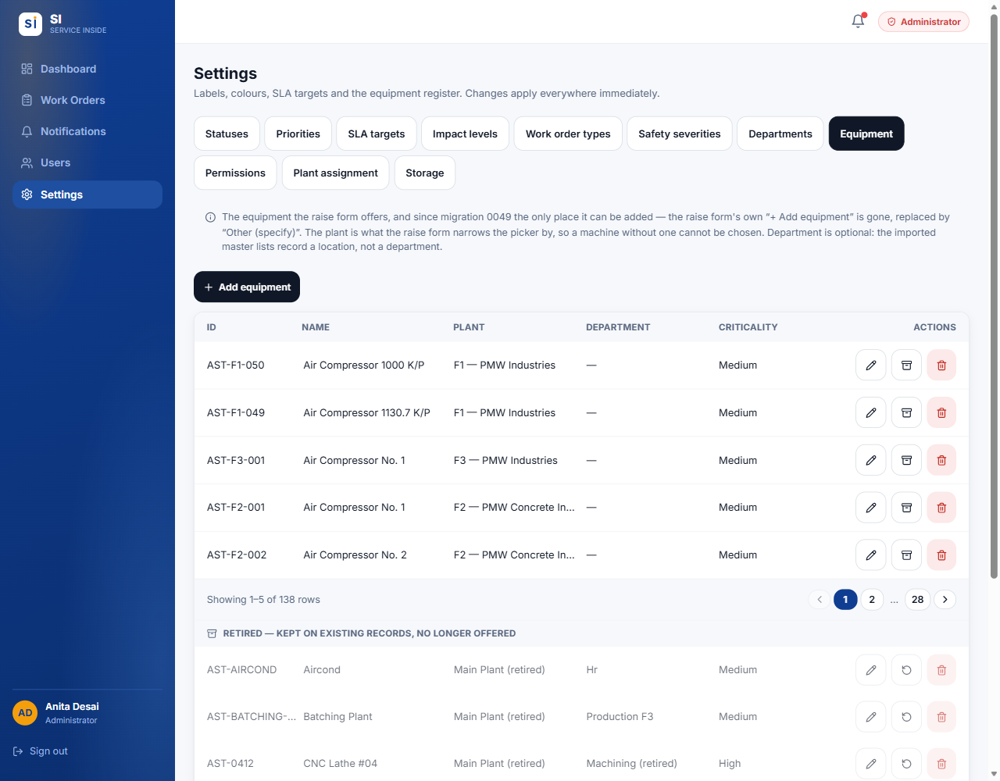 si
SI
SERVICE INSIDE
Dashboard
Work Orders
Notifications
Users
Settings
AD
Anita Desai
Administrator
Sign out
Administrator
Settings
Labels, colours, SLA targets and the equipment register. Changes apply everywhere immediately.
Statuses
Priorities
SLA targets
Impact levels
Work order types
Safety severities
Departments
Equipment
Permissions
Plant assignment
Storage
The equipment the raise form offers, and since migration 0049 the only place it can be added — the raise form's own “+ Add equipment” is gone, replaced by
“Other (specify)”. The plant is what the raise form narrows the picker by, so a machine without one cannot be chosen. Department is optional: the imported
master lists record a location, not a department.
Add equipment
ID NAME PLANT DEPARTMENT CRITICALITY ACTIONS
AST-F1-050 Air Compressor 1000 K/P F1 — PMW Industries — Medium
AST-F1-049 Air Compressor 1130.7 K/P F1 — PMW Industries — Medium
AST-F3-001 Air Compressor No. 1 F3 — PMW Industries — Medium
AST-F2-001 Air Compressor No. 1 F2 — PMW Concrete In... — Medium
AST-F2-002 Air Compressor No. 2 F2 — PMW Concrete In... — Medium
Showing 1–5 of 138 rows
1 2 ... 28
RETIRED — KEPT ON EXISTING RECORDS, NO LONGER OFFERED
AST-AIRCOND Aircond Main Plant (retired) Hr Medium
AST-BATCHING-... Batching Plant Main Plant (retired) Production F3 Medium
AST-0412 CNC Lathe #04 Main Plant (retired) Machining (retired) High